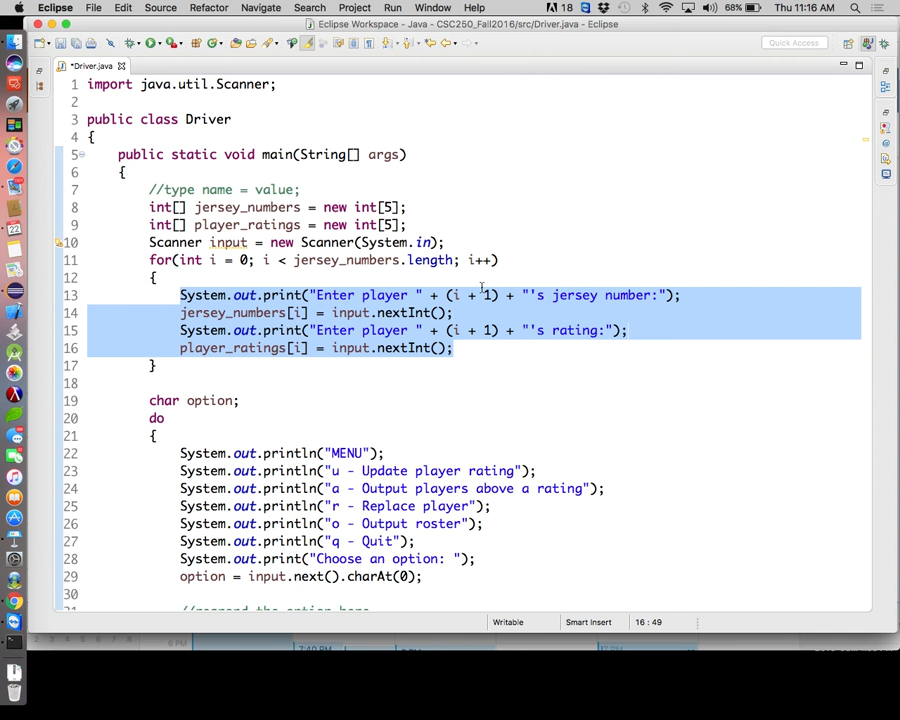 Eclipse File Edit Source Refactor Navigate Search Project Run Window Help 18 68% Thu 11:16 AM
Eclipse Workspace - Java - CSC250_Fall2016/src/Driver.java - Eclipse
Quick Access
*Driver.java
1 import java.util.Scanner;
2
3 public class Driver
4 {
5 public static void main(String[] args)
6 {
7 //type name = value;
8 int[] jersey_numbers = new int[5];
9 int[] player_ratings = new int[5];
10 Scanner input = new Scanner(System.in);
11 for(int i = 0; i < jersey_numbers.length; i++)
12 {
13 System.out.print("Enter player " + (i + 1) + "'s jersey number:");
14 jersey_numbers[i] = input.nextInt();
15 System.out.print("Enter player " + (i + 1) + "'s rating:");
16 player_ratings[i] = input.nextInt();
17 }
18
19 char option;
20 do
21 {
22 System.out.println("MENU");
23 System.out.println("u - Update player rating");
24 System.out.println("a - Output players above a rating");
25 System.out.println("r - Replace player");
26 System.out.println("o - Output roster");
27 System.out.println("q - Quit");
28 System.out.print("Choose an option: ");
29 option = input.next().charAt(0);
30
31 //respond the option here
Writable Smart Insert 16 : 49